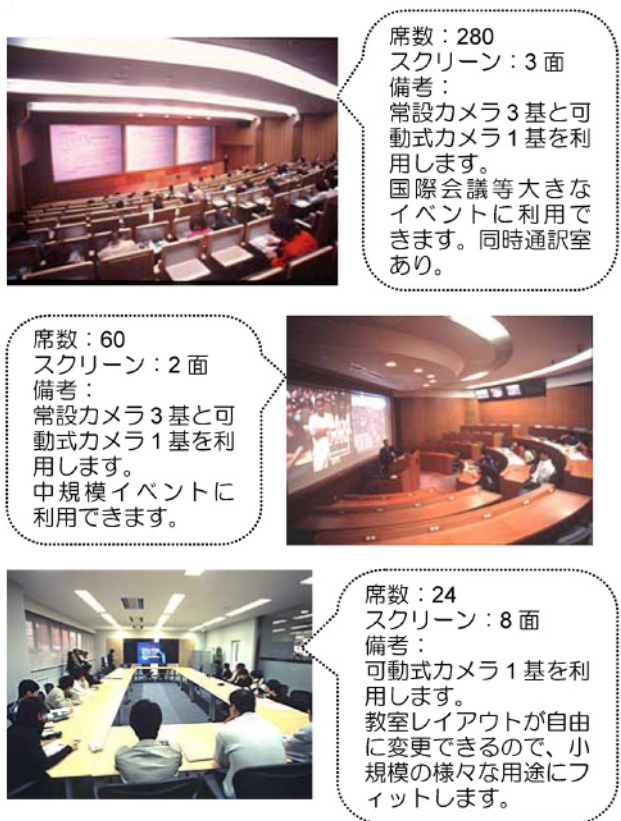 席数：280
スクリーン：3 面
備考：
常設カメラ 3 基と可
動式カメラ 1 基を利
用します。
国際会議等大きな
イベントに利用で
きます。同時通訳室
あり。
席数：60
スクリーン：2 面
備考：
常設カメラ 3 基と可
動式カメラ 1 基を利
用します。
中規模イベントに
利用できます。
席数：24
スクリーン：8 面
備考：
可動式カメラ 1 基を利
用します。
教室レイアウトが自由
に変更できるので、小
規模の様々な用途にフ
ィットします。